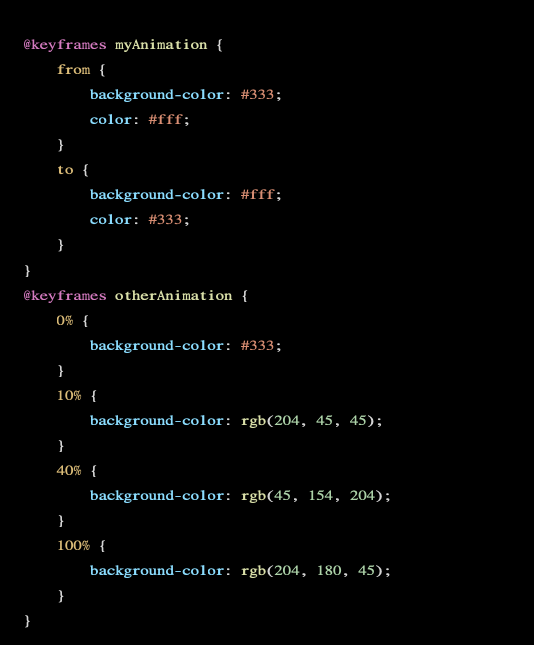 @keyframes myAnimation {
    from {
        background-color: #333;
        color: #fff;
    }
    to {
        background-color: #fff;
        color: #333;
    }
}
@keyframes otherAnimation {
    0% {
        background-color: #333;
    }
    10% {
        background-color: rgb(204, 45, 45);
    }
    40% {
        background-color: rgb(45, 154, 204);
    }
    100% {
        background-color: rgb(204, 180, 45);
    }
}